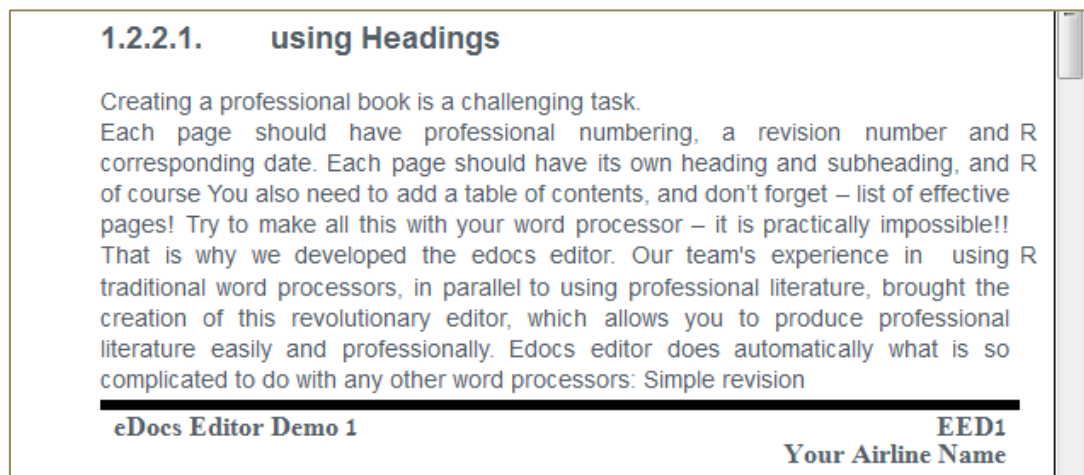 1.2.2.1. using Headings
Creating a professional book is a challenging task.
Each page should have professional numbering, a revision number and R
corresponding date. Each page should have its own heading and subheading, and R
of course You also need to add a table of contents, and don’t forget – list of effective
pages! Try to make all this with your word processor – it is practically impossible!!
That is why we developed the edocs editor. Our team's experience in using R
traditional word processors, in parallel to using professional literature, brought the
creation of this revolutionary editor, which allows you to produce professional
literature easily and professionally. Edocs editor does automatically what is so
complicated to do with any other word processors: Simple revision
eDocs Editor Demo 1 EED1
Your Airline Name